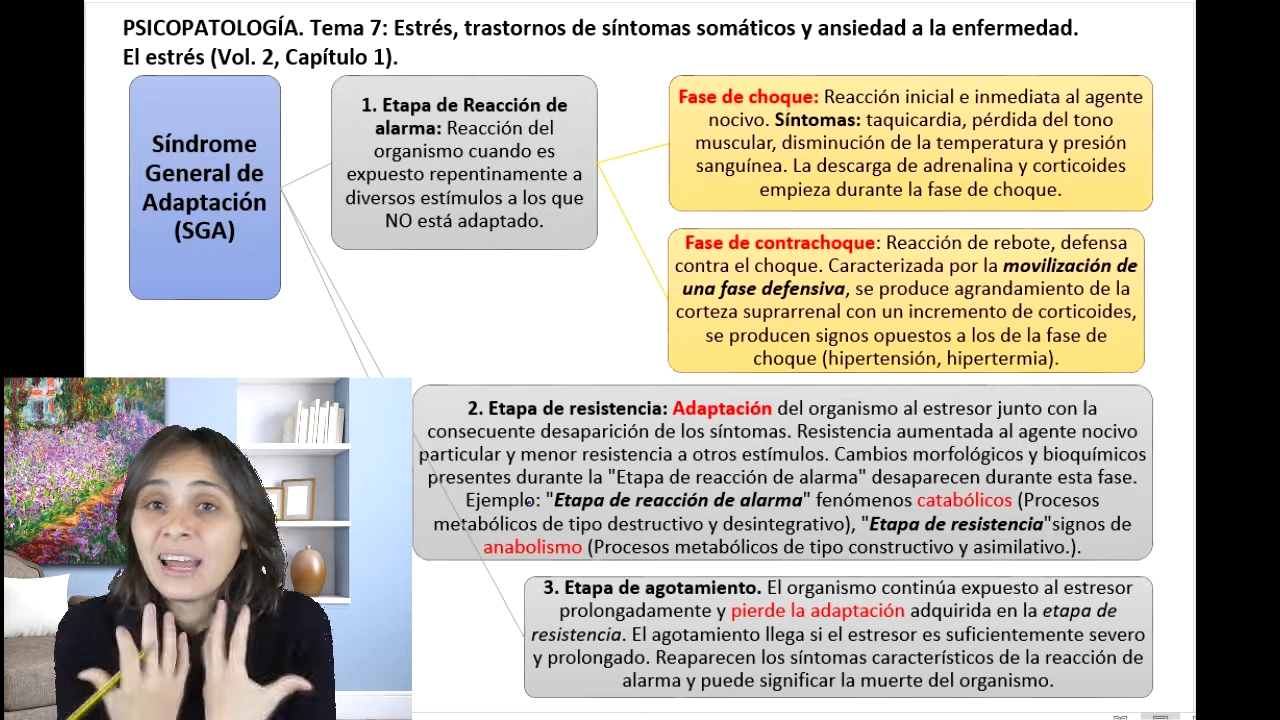 PSICOPATOLOGÍA. Tema 7: Estrés, trastornos de síntomas somáticos y ansiedad a la enfermedad.
El estrés (Vol. 2, Capítulo 1).
Síndrome
General de
Adaptación
(SGA)
1. Etapa de Reacción de
alarma: Reacción del
organismo cuando es
expuesto repentinamente a
diversos estímulos a los que
NO está adaptado.
Fase de choque: Reacción inicial e inmediata al agente
nocivo. Síntomas: taquicardia, pérdida del tono
muscular, disminución de la temperatura y presión
sanguínea. La descarga de adrenalina y corticoides
empieza durante la fase de choque.
Fase de contrachoque: Reacción de rebote, defensa
contra el choque. Caracterizada por la movilización de
una fase defensiva, se produce agrandamiento de la
corteza suprarrenal con un incremento de corticoides,
se producen signos opuestos a los de la fase de
choque (hipertensión, hipertermia).
2. Etapa de resistencia: Adaptación del organismo al estresor junto con la
consecuente desaparición de los síntomas. Resistencia aumentada al agente nocivo
particular y menor resistencia a otros estímulos. Cambios morfológicos y bioquímicos
presentes durante la "Etapa de reacción de alarma" desaparecen durante esta fase.
Ejemplo: "Etapa de reacción de alarma" fenómenos catabólicos (Procesos
metabólicos de tipo destructivo y desintegrativo), "Etapa de resistencia"signos de
anabolismo (Procesos metabólicos de tipo constructivo y asimilativo.).
3. Etapa de agotamiento. El organismo continúa expuesto al estresor
prolongadamente y pierde la adaptación adquirida en la etapa de
resistencia. El agotamiento llega si el estresor es suficientemente severo
y prolongado. Reaparecen los síntomas característicos de la reacción de
alarma y puede significar la muerte del organismo.